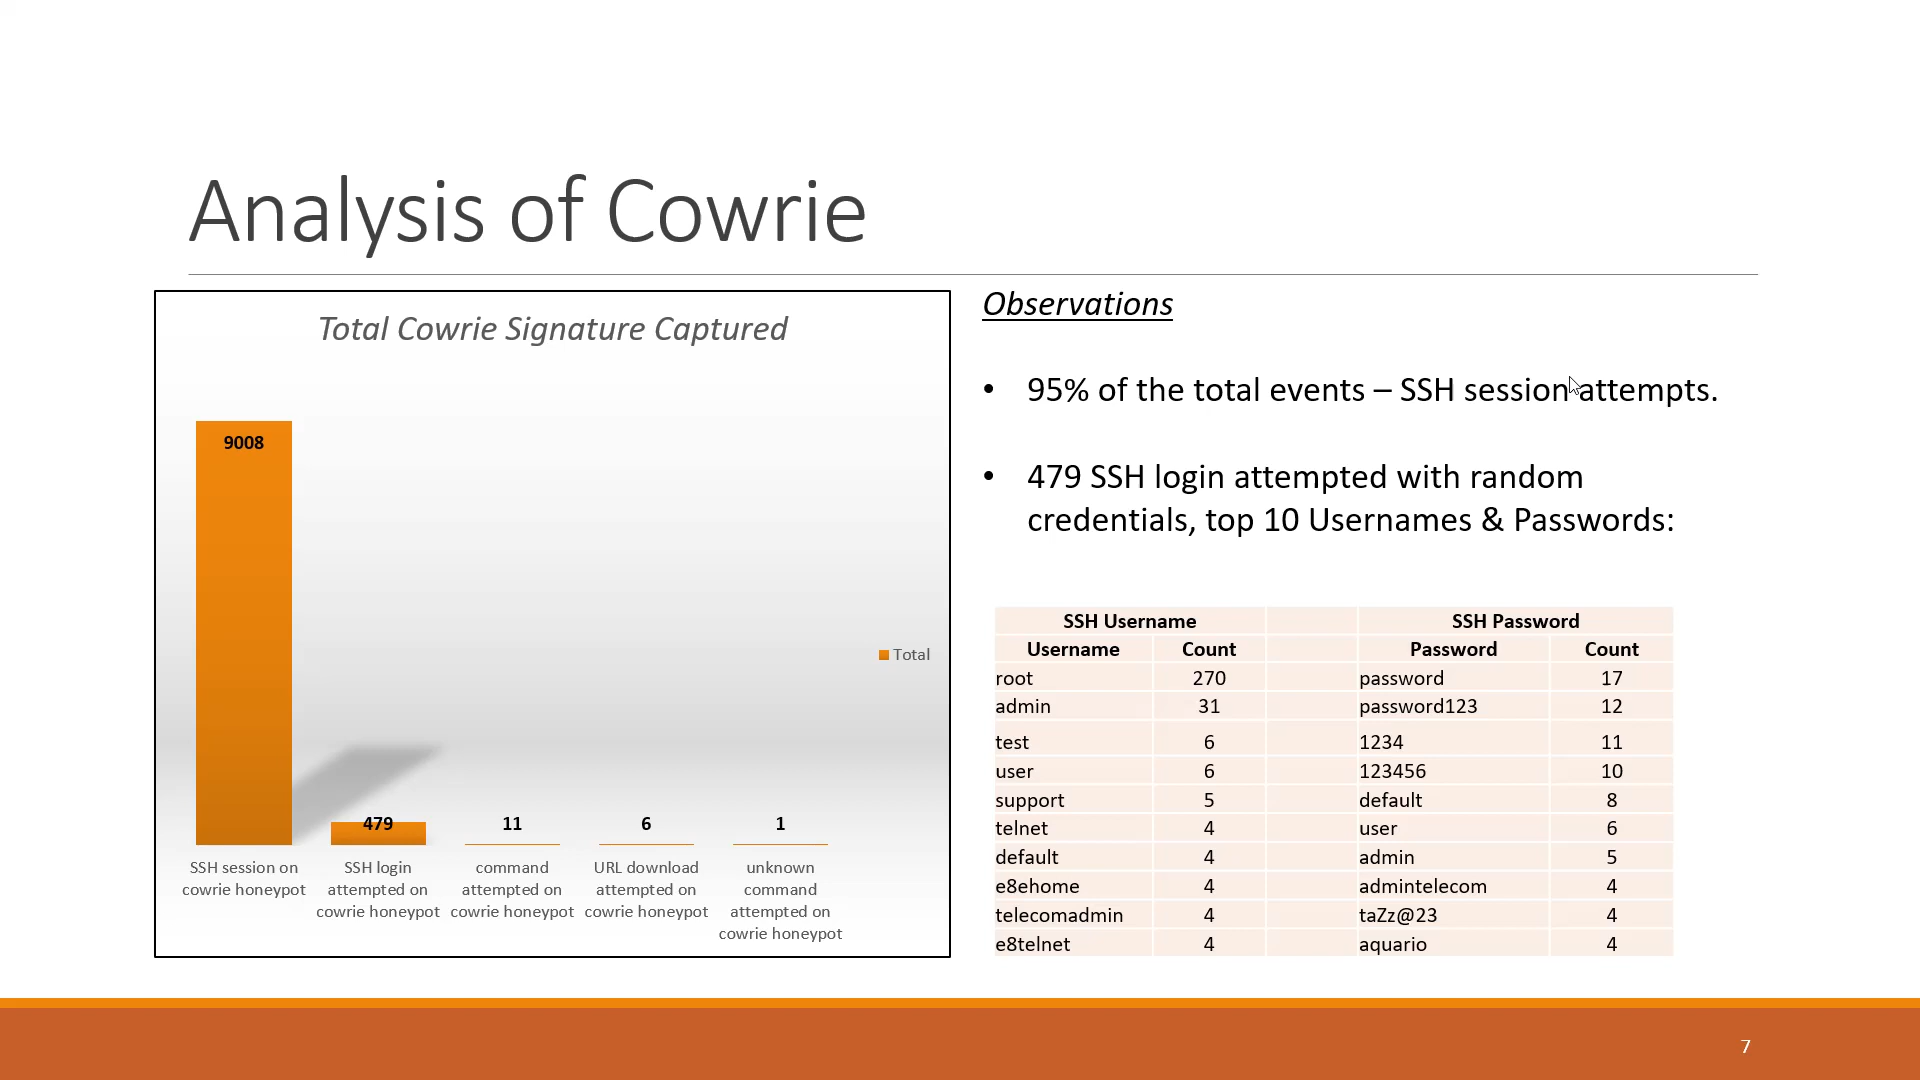 Analysis of Cowrie
Total Cowrie Signature Captured
9008
479
11
6
1
SSH session on
cowrie honeypot
SSH login
attempted on
cowrie honeypot
command
attempted on
cowrie honeypot
URL download
attempted on
cowrie honeypot
unknown
command
attempted on
cowrie honeypot
Total
Observations
• 95% of the total events – SSH session attempts.
• 479 SSH login attempted with random
credentials, top 10 Usernames & Passwords:
SSH Username SSH Password
Username Count Password Count
root 270 password 17
admin 31 password123 12
test 6 1234 11
user 6 123456 10
support 5 default 8
telnet 4 user 6
default 4 admin 5
e8ehome 4 admintelecom 4
telecomadmin 4 taZz@23 4
e8telnet 4 aquario 4
7